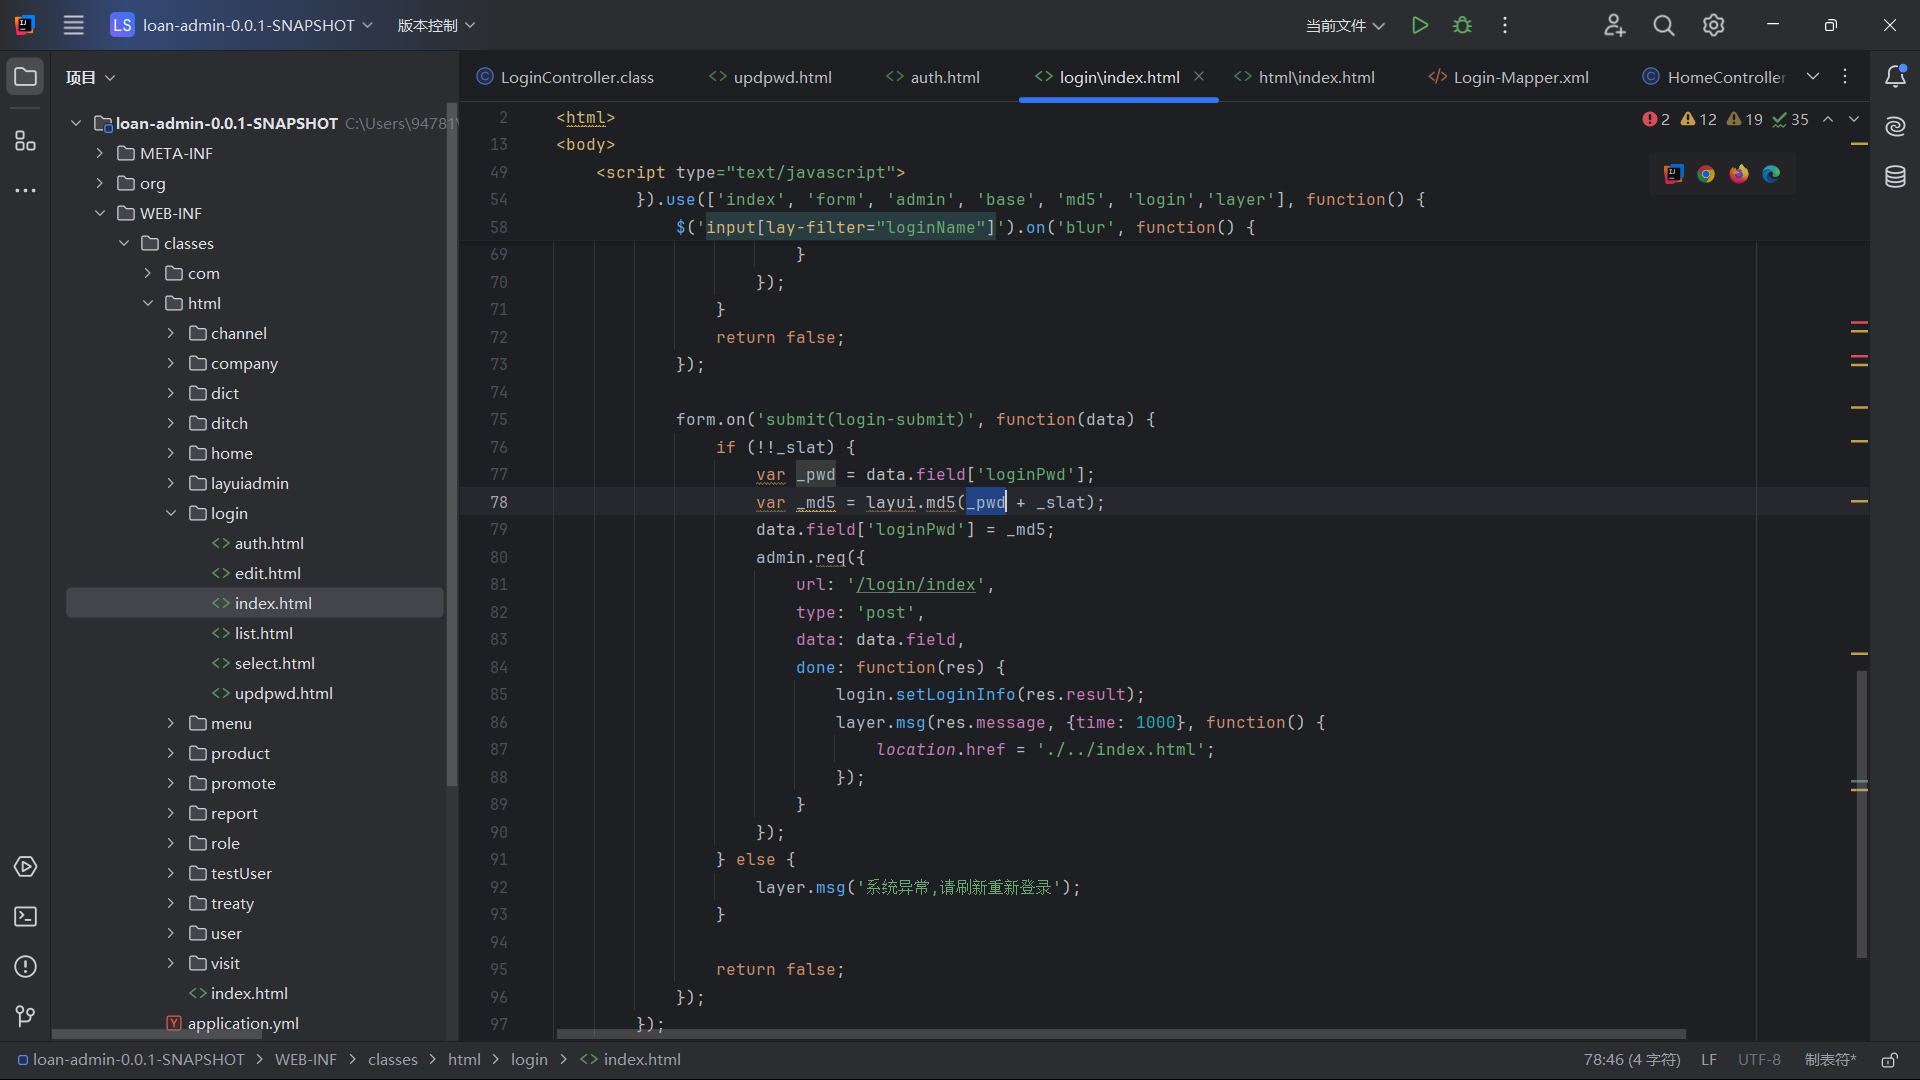 LS loan-admin-0.0.1-SNAPSHOT 版本控制 当前文件
项目
loan-admin-0.0.1-SNAPSHOT C:\Users\94781\
META-INF
org
WEB-INF
classes
com
html
channel
company
dict
ditch
home
layuiadmin
login
auth.html
edit.html
index.html
list.html
select.html
updpwd.html
menu
product
promote
report
role
testUser
treaty
user
visit
index.html
application.yml
LoginController.class updpwd.html auth.html login\index.html html\index.html Login-Mapper.xml HomeController
2 12 19 35
2 <html>
13 <body>
49 <script type="text/javascript">
54 }).use(['index', 'form', 'admin', 'base', 'md5', 'login','layer'], function() {
58 $('input[lay-filter="loginName"]').on('blur', function() {
69 }
70 });
71 }
72 return false;
73 });
74
75 form.on('submit(login-submit)', function(data) {
76 if (!!_slat) {
77 var _pwd = data.field['loginPwd'];
78 var _md5 = layui.md5(_pwd + _slat);
79 data.field['loginPwd'] = _md5;
80 admin.req({
81 url: '/login/index',
82 type: 'post',
83 data: data.field,
84 done: function(res) {
85 login.setLoginInfo(res.result);
86 layer.msg(res.message, {time: 1000}, function() {
87 location.href = './../index.html';
88 });
89 }
90 });
91 } else {
92 layer.msg('系统异常,请刷新重新登录');
93 }
94
95 return false;
96 });
97 });
loan-admin-0.0.1-SNAPSHOT > WEB-INF > classes > html > login > <> index.html
78:46 (4 字符) LF UTF-8 制表符*